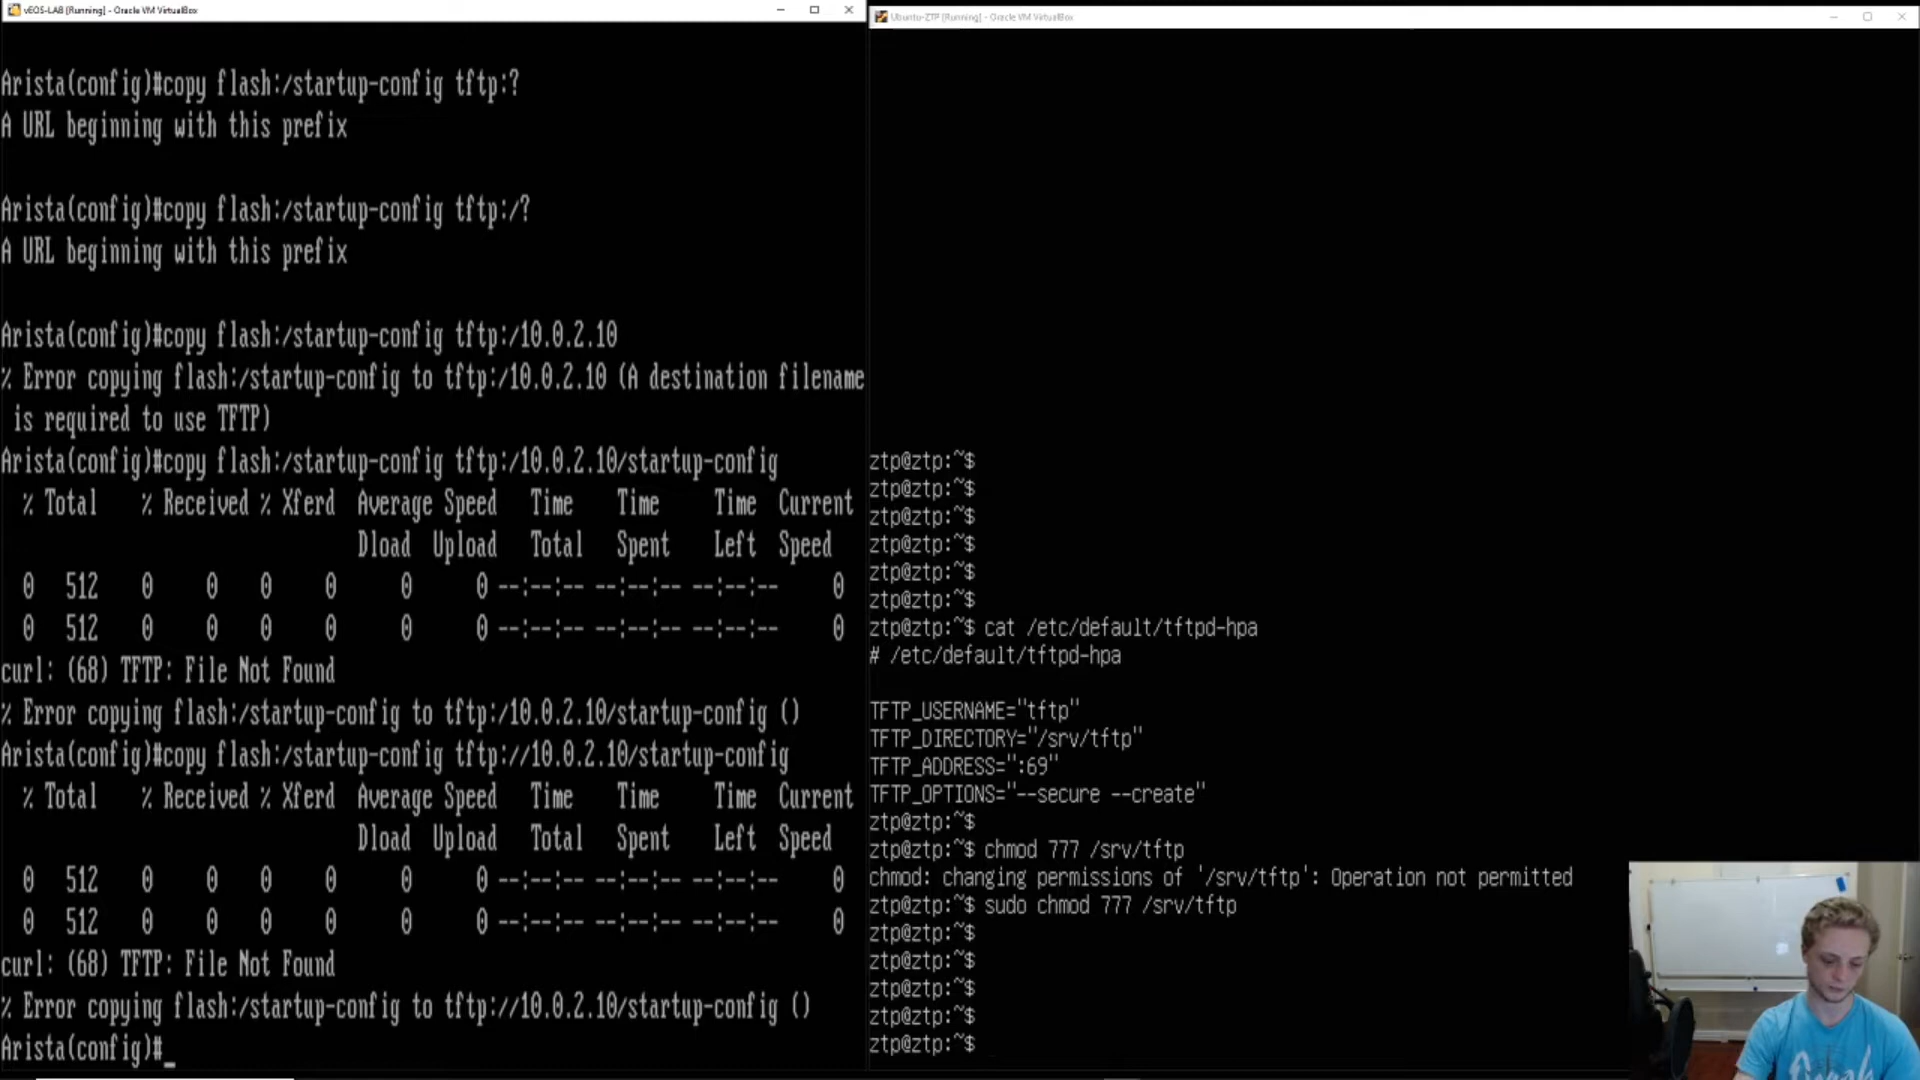 vEOS-LAB [Running] - Oracle VM VirtualBox
Arista(config)#copy flash:/startup-config tftp:?
A URL beginning with this prefix
Arista(config)#copy flash:/startup-config tftp:/?
A URL beginning with this prefix
Arista(config)#copy flash:/startup-config tftp:/10.0.2.10
% Error copying flash:/startup-config to tftp:/10.0.2.10 (A destination filename
is required to use TFTP)
Arista(config)#copy flash:/startup-config tftp:/10.0.2.10/startup-config
% Total % Received % Xferd Average Speed Time Time Time Current
Dload Upload Total Spent Left Speed
0 512 0 0 0 0 0 0 --:--:-- --:--:-- --:--:-- 0
0 512 0 0 0 0 0 0 --:--:-- --:--:-- --:--:-- 0
curl: (68) TFTP: File Not Found
% Error copying flash:/startup-config to tftp:/10.0.2.10/startup-config ()
Arista(config)#copy flash:/startup-config tftp://10.0.2.10/startup-config
% Total % Received % Xferd Average Speed Time Time Time Current
Dload Upload Total Spent Left Speed
0 512 0 0 0 0 0 0 --:--:-- --:--:-- --:--:-- 0
0 512 0 0 0 0 0 0 --:--:-- --:--:-- --:--:-- 0
curl: (68) TFTP: File Not Found
% Error copying flash:/startup-config to tftp://10.0.2.10/startup-config ()
Arista(config)#_
Ubunto-ZTP [Running] - Oracle VM VirtualBox
ztp@ztp:~$
ztp@ztp:~$
ztp@ztp:~$
ztp@ztp:~$
ztp@ztp:~$
ztp@ztp:~$
ztp@ztp:~$ cat /etc/default/tftpd-hpa
# /etc/default/tftpd-hpa
TFTP_USERNAME="tftp"
TFTP_DIRECTORY="/srv/tftp"
TFTP_ADDRESS=":69"
TFTP_OPTIONS="--secure --create"
ztp@ztp:~$
ztp@ztp:~$ chmod 777 /srv/tftp
chmod: changing permissions of '/srv/tftp': Operation not permitted
ztp@ztp:~$ sudo chmod 777 /srv/tftp
ztp@ztp:~$
ztp@ztp:~$
ztp@ztp:~$
ztp@ztp:~$
ztp@ztp:~$